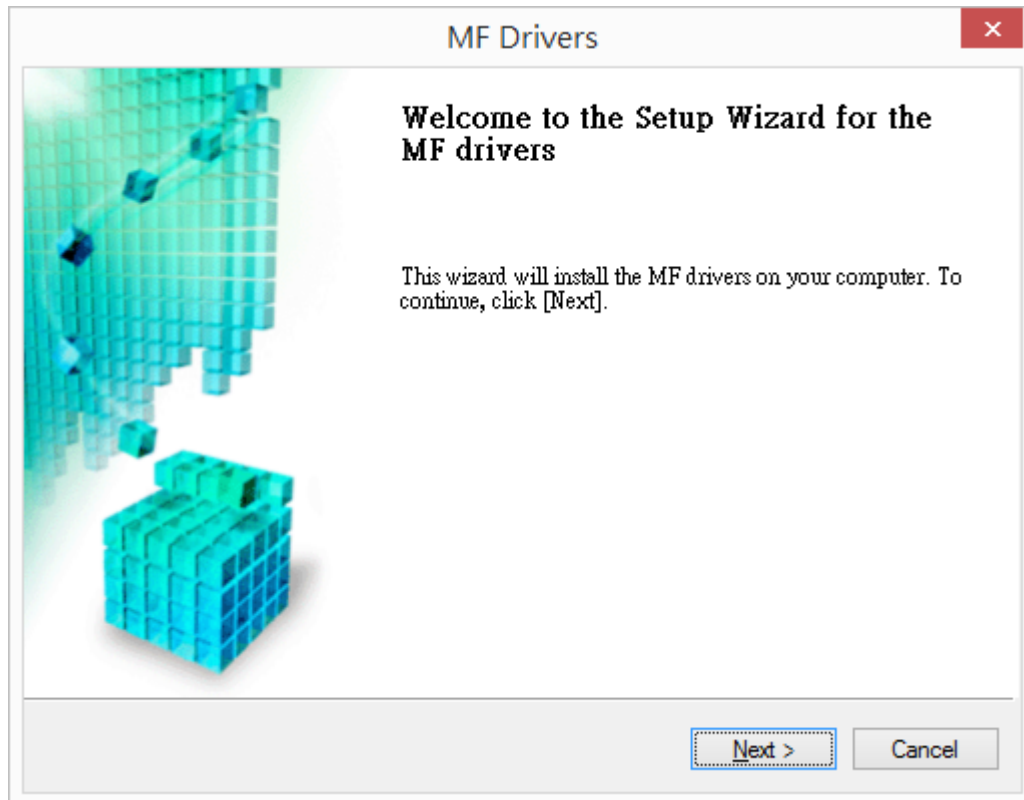 MF Drivers
Welcome to the Setup Wizard for the
MF drivers
This wizard will install the MF drivers on your computer. To
continue, click [Next].
Next >
Cancel